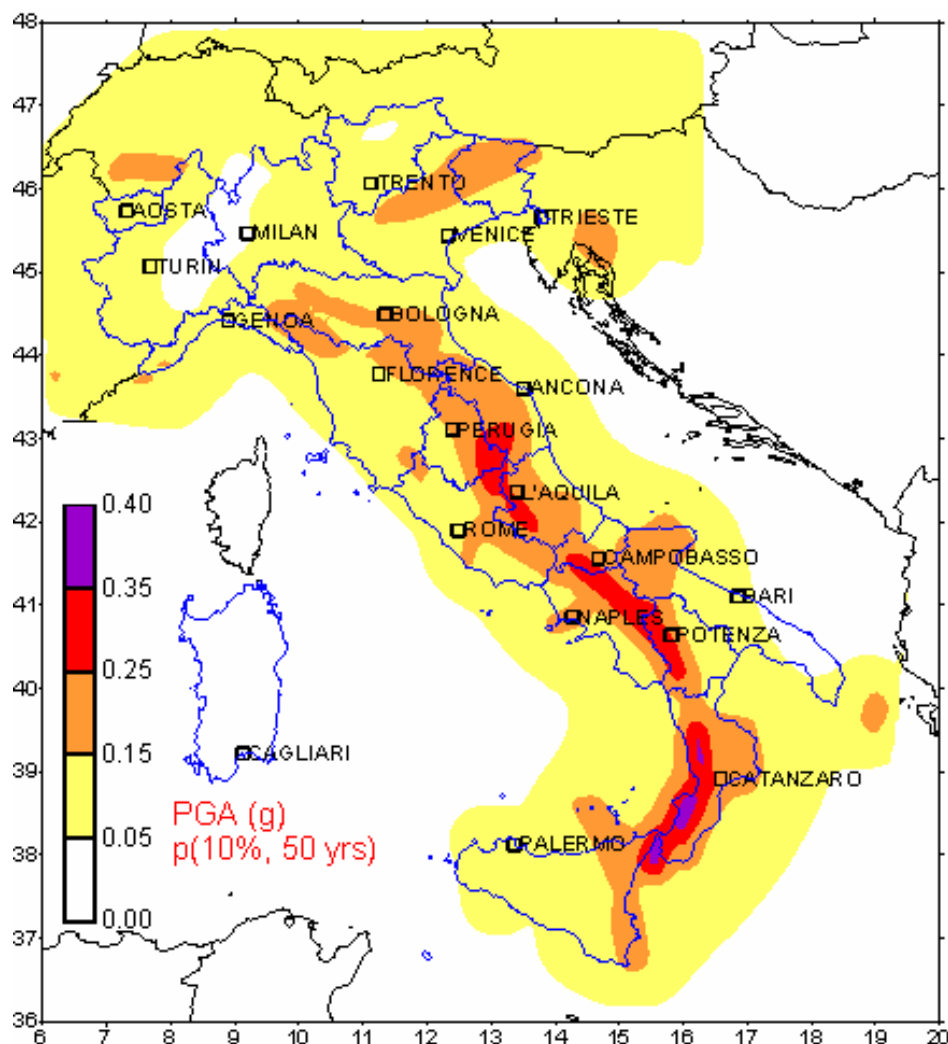 48
47
46
45
44
43
42
41
40
39
38
37
36
6 7 8 9 10 11 12 13 14 15 16 17 18 19 20
TRENTO
AOSTA
TRIESTE
MILAN
VENICE
TURIN
GENOA
BOLOGNA
FLORENCE
ANCONA
PERUGIA
L'AQUILA
ROME
CAMPOBASSO
BARI
NAPLES
POTENZA
CAGLIARI
CATANZARO
PALERMO
0.40
0.35
0.25
0.15
0.05
0.00
PGA (g)
p(10%, 50 yrs)